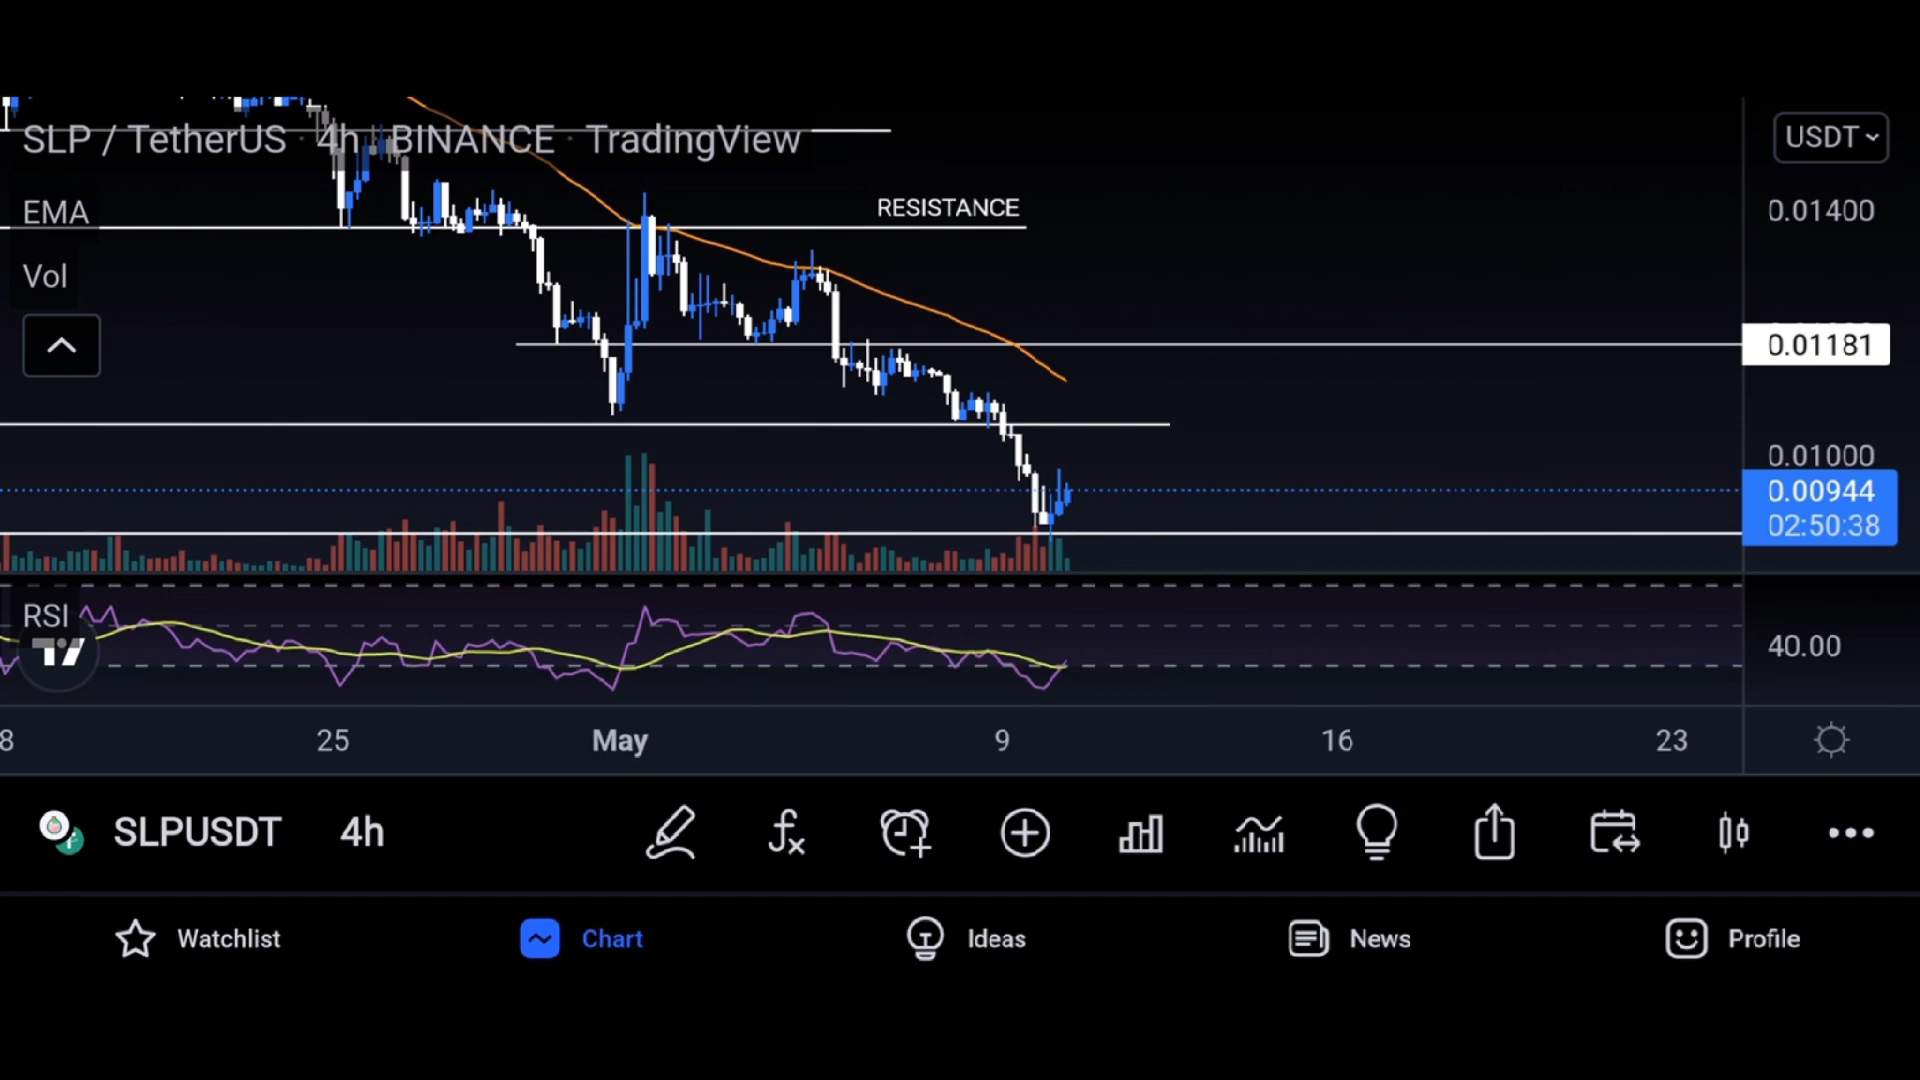 SLP / TetherUS · 4h · BINANCE · TradingView
USDT
EMA
RESISTANCE
0.01400
Vol
0.01181
0.01000
0.00944
02:50:38
RSI
40.00
8 25 May 9 16 23
SLPUSDT 4h
Watchlist Chart Ideas News Profile